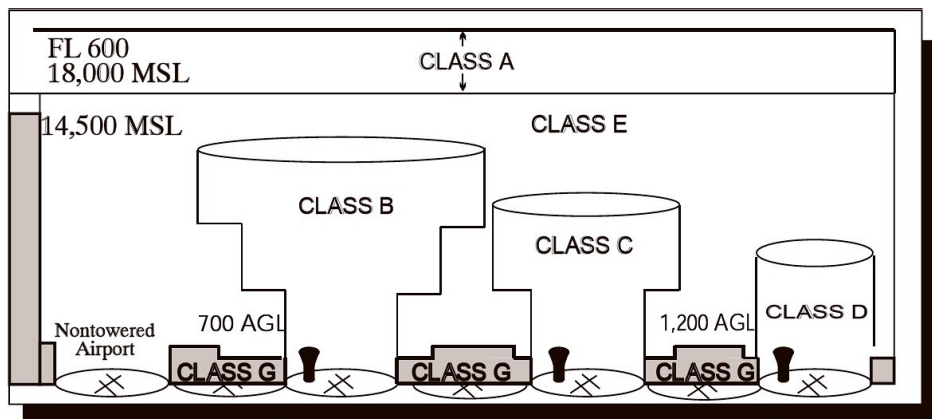 FL 600
18,000 MSL
CLASS A
14,500 MSL
CLASS E
CLASS B
CLASS C
CLASS D
700 AGL
1,200 AGL
Nontowered
Airport
CLASS G
CLASS G
CLASS G